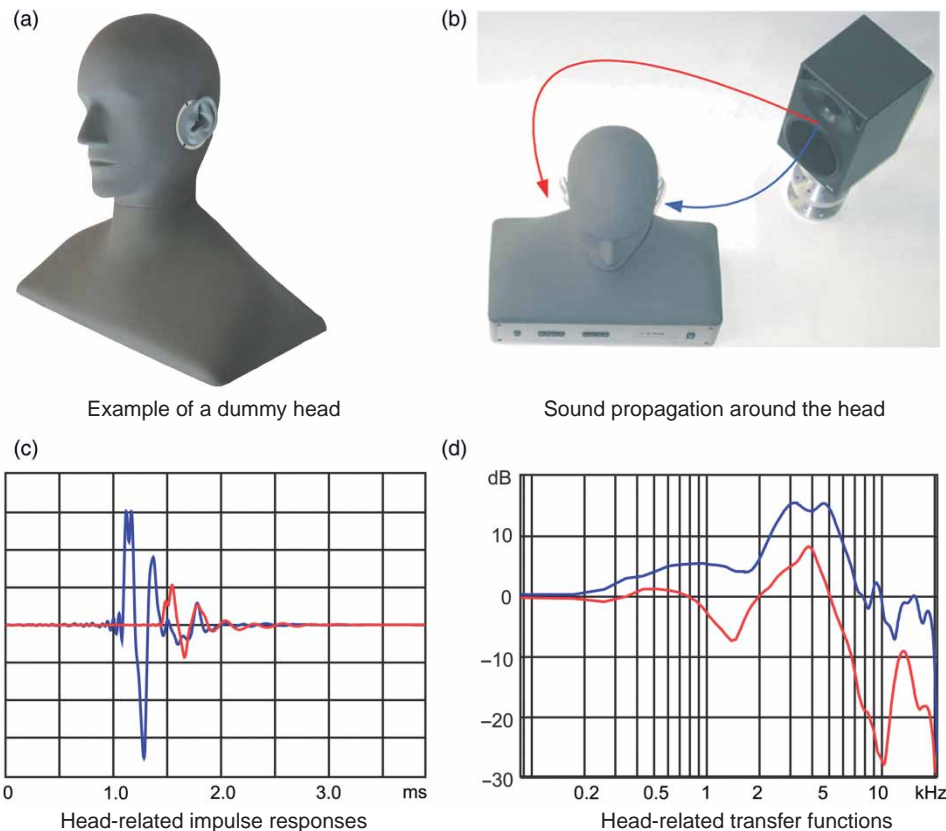 (a)
(b)
Example of a dummy head
Sound propagation around the head
(c)
(d)
dB
10
0
−10
−20
−30
0 1.0 2.0 3.0 ms
0.2 0.5 1 2 5 10 kHz
Head-related impulse responses
Head-related transfer functions